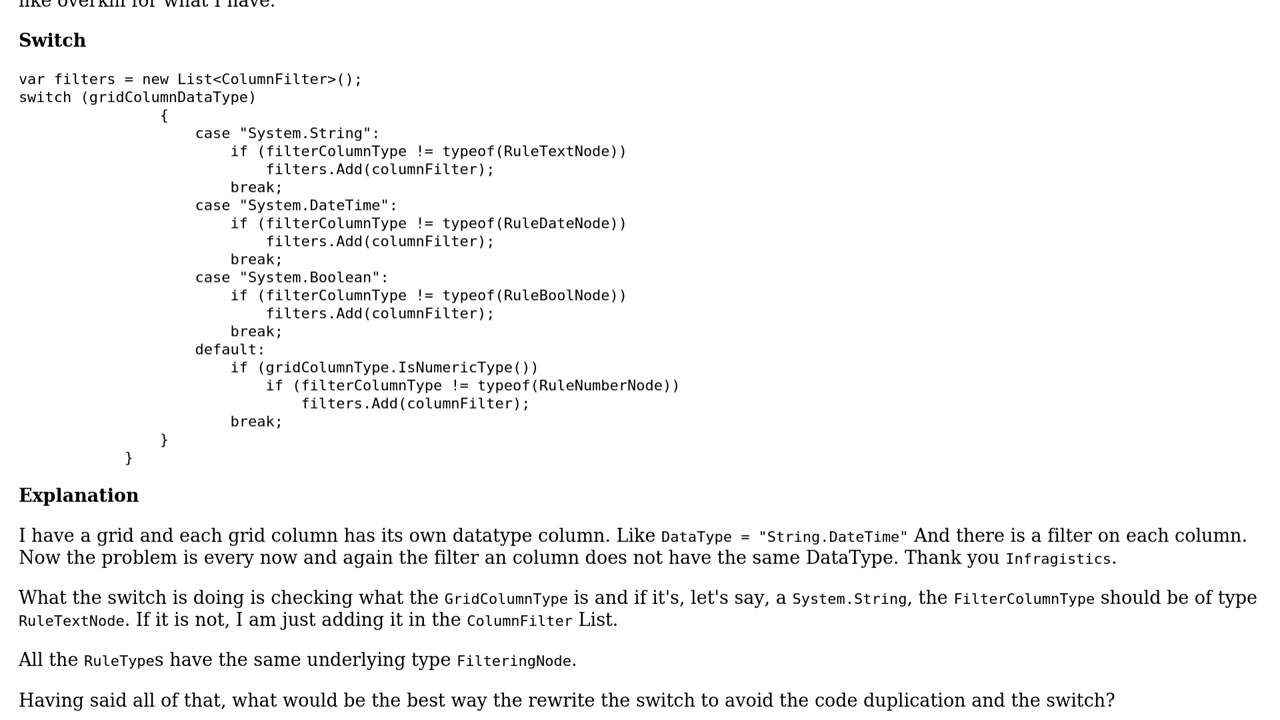 like overkill for what I have.
Switch
var filters = new List<ColumnFilter>();
switch (gridColumnDataType)
{
case "System.String":
if (filterColumnType != typeof(RuleTextNode))
filters.Add(columnFilter);
break;
case "System.DateTime":
if (filterColumnType != typeof(RuleDateNode))
filters.Add(columnFilter);
break;
case "System.Boolean":
if (filterColumnType != typeof(RuleBoolNode))
filters.Add(columnFilter);
break;
default:
if (gridColumnType.IsNumericType())
if (filterColumnType != typeof(RuleNumberNode))
filters.Add(columnFilter);
break;
}
}
Explanation
I have a grid and each grid column has its own datatype column. Like DataType = "String.DateTime" And there is a filter on each column.
Now the problem is every now and again the filter an column does not have the same DataType. Thank you Infragistics.
What the switch is doing is checking what the GridColumnType is and if it's, let's say, a System.String, the FilterColumnType should be of type
RuleTextNode. If it is not, I am just adding it in the ColumnFilter List.
All the RuleTypes have the same underlying type FilteringNode.
Having said all of that, what would be the best way the rewrite the switch to avoid the code duplication and the switch?